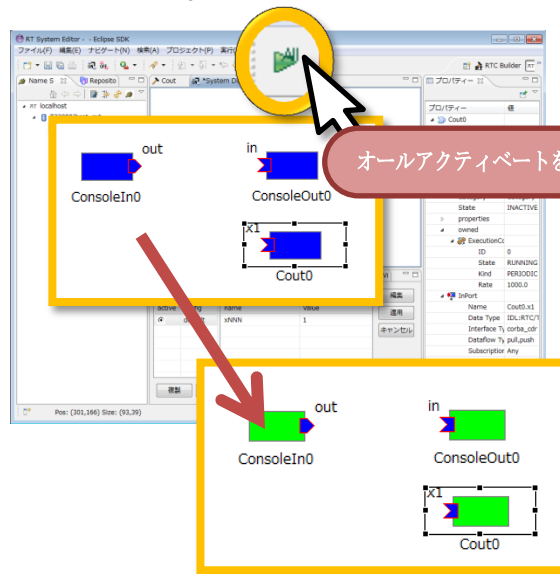 RT System Editor - - Eclipse SDK
ファイル(F) 編集(E) ナビゲート(N) 検索(A) プロジェクト(P) 実行(
All
RTC Builder
Name S
Reposito
Cout
*System Di
プロパティー
localhost
プロパティー 値
Cout0
オールアクティベートを
out
in
ConsoleIn0
ConsoleOut0
x1
Cout0
State INACTIVE
properties
owned
ExecutionCo
ID 0
State RUNNING
Kind PERIODIC
Rate 1000.0
InPort
Name Cout0.x1
Data Type IDL:RTC/T
Interface Ty corba_cdr
Dataflow Ty pull,push
Subscription Any
active
name
Value
xNNN 1
編集
適用
キャンセル
複製
Pos: (301,166) Size: (93,39)
out
in
ConsoleIn0
ConsoleOut0
x1
Cout0